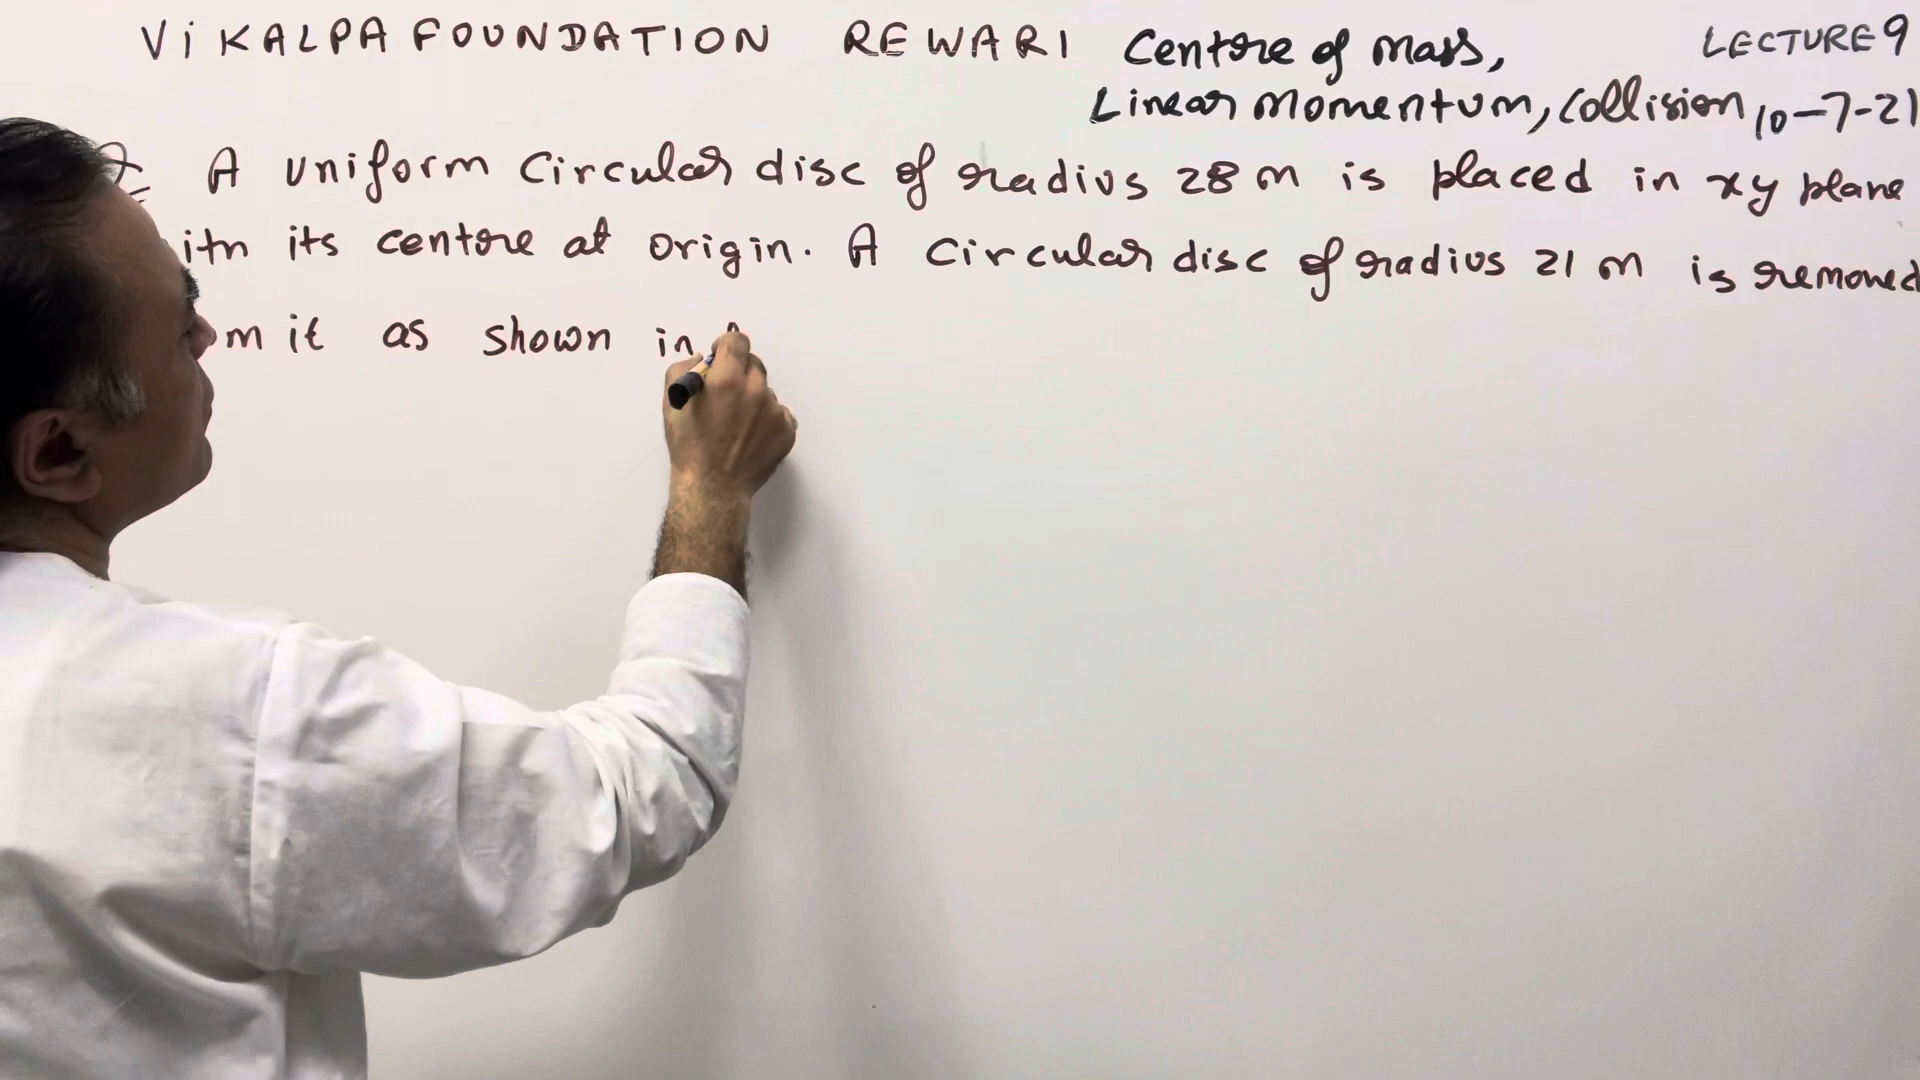 ViKALPA FOUNDATION REWARI Centre of Mass, LECTURE 9
Linear Momentum, Collision 10-7-21
A uniform Circular disc of radius 28 m is placed in xy plane
itn its centre at origin. A Circular disc of radius 21 m is removed
m it as shown in